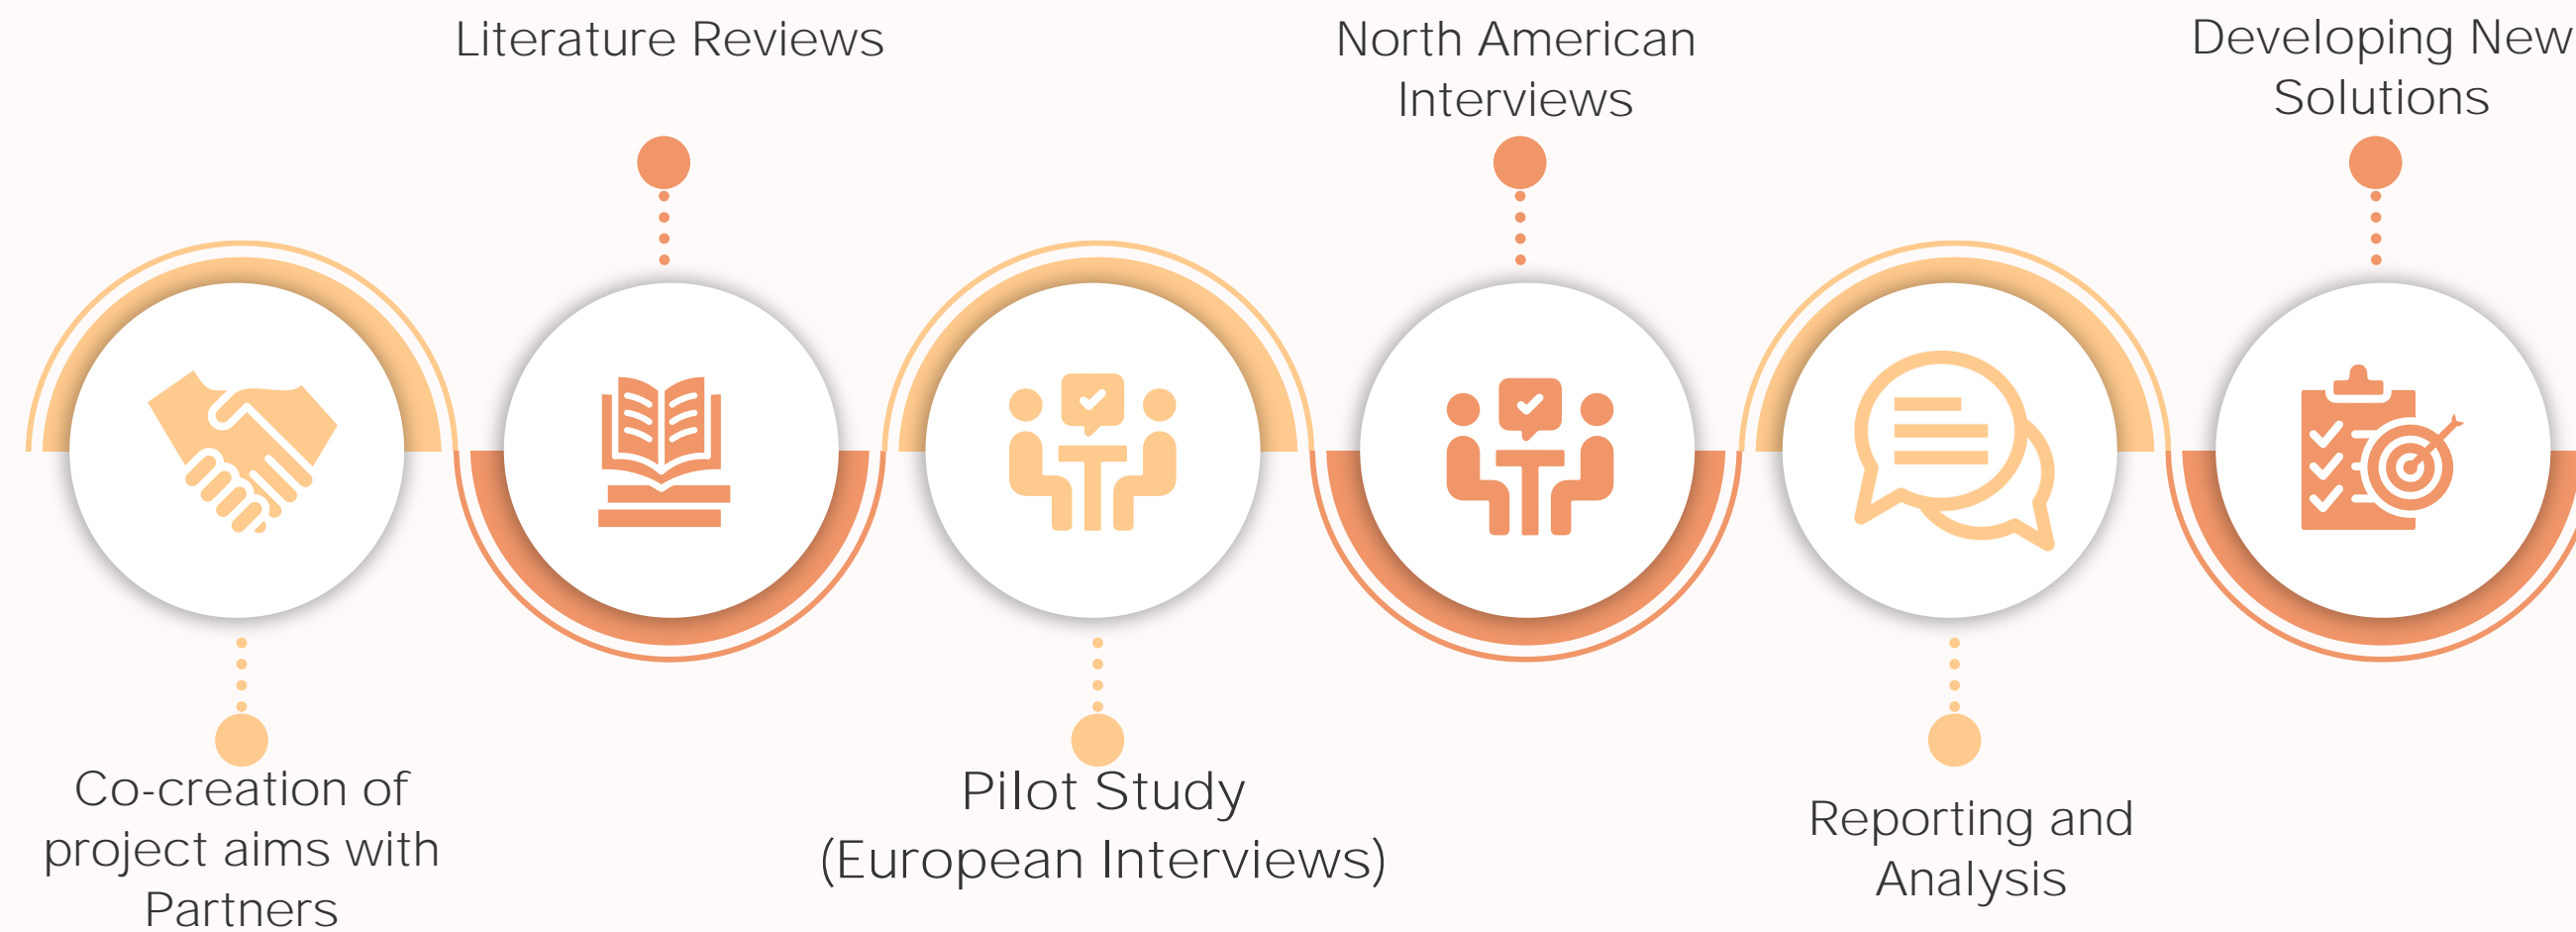 Co-creation of
project aims with
Partners
Literature Reviews
Pilot Study
(European Interviews)
North American
Interviews
Reporting and
Analysis
Developing New
Solutions